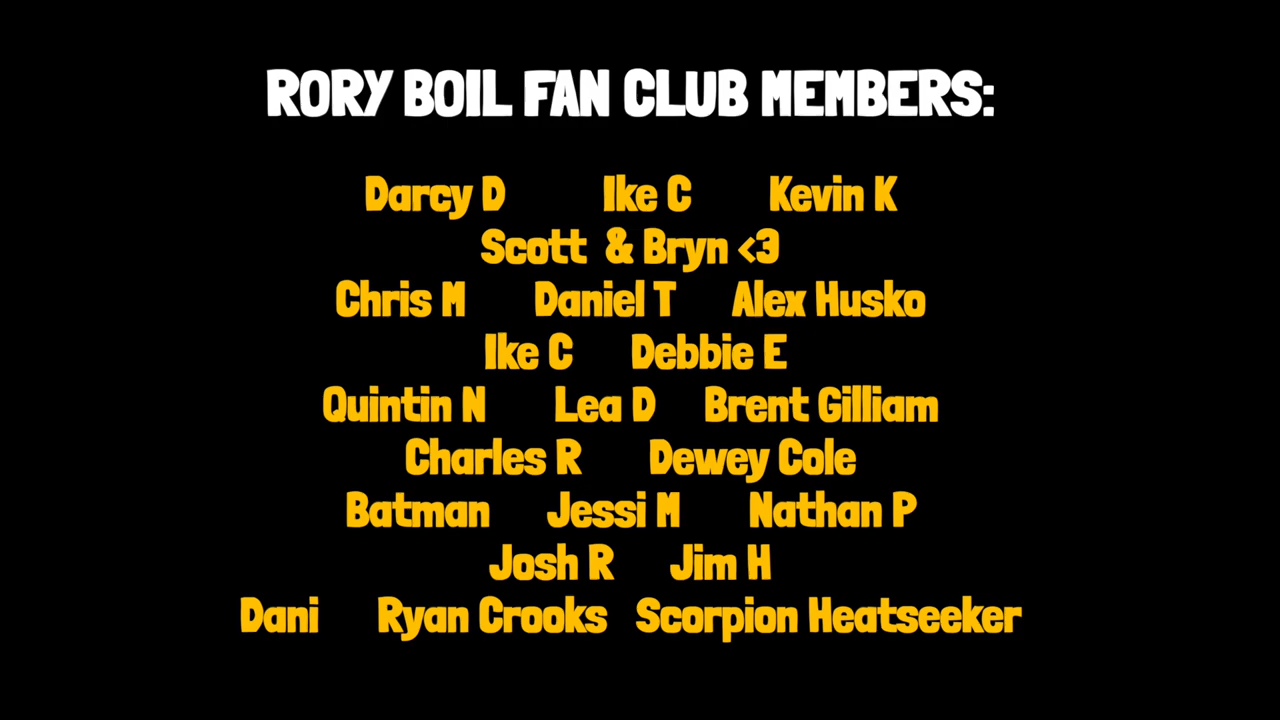 RORY BOIL FAN CLUB MEMBERS:
Darcy D Ike C Kevin K
Scott & Bryn <3
Chris M Daniel T Alex Husko
Ike C Debbie E
Quintin N Lea D Brent Gilliam
Charles R Dewey Cole
Batman Jessi M Nathan P
Josh R Jim H
Dani Ryan Crooks Scorpion Heatseeker